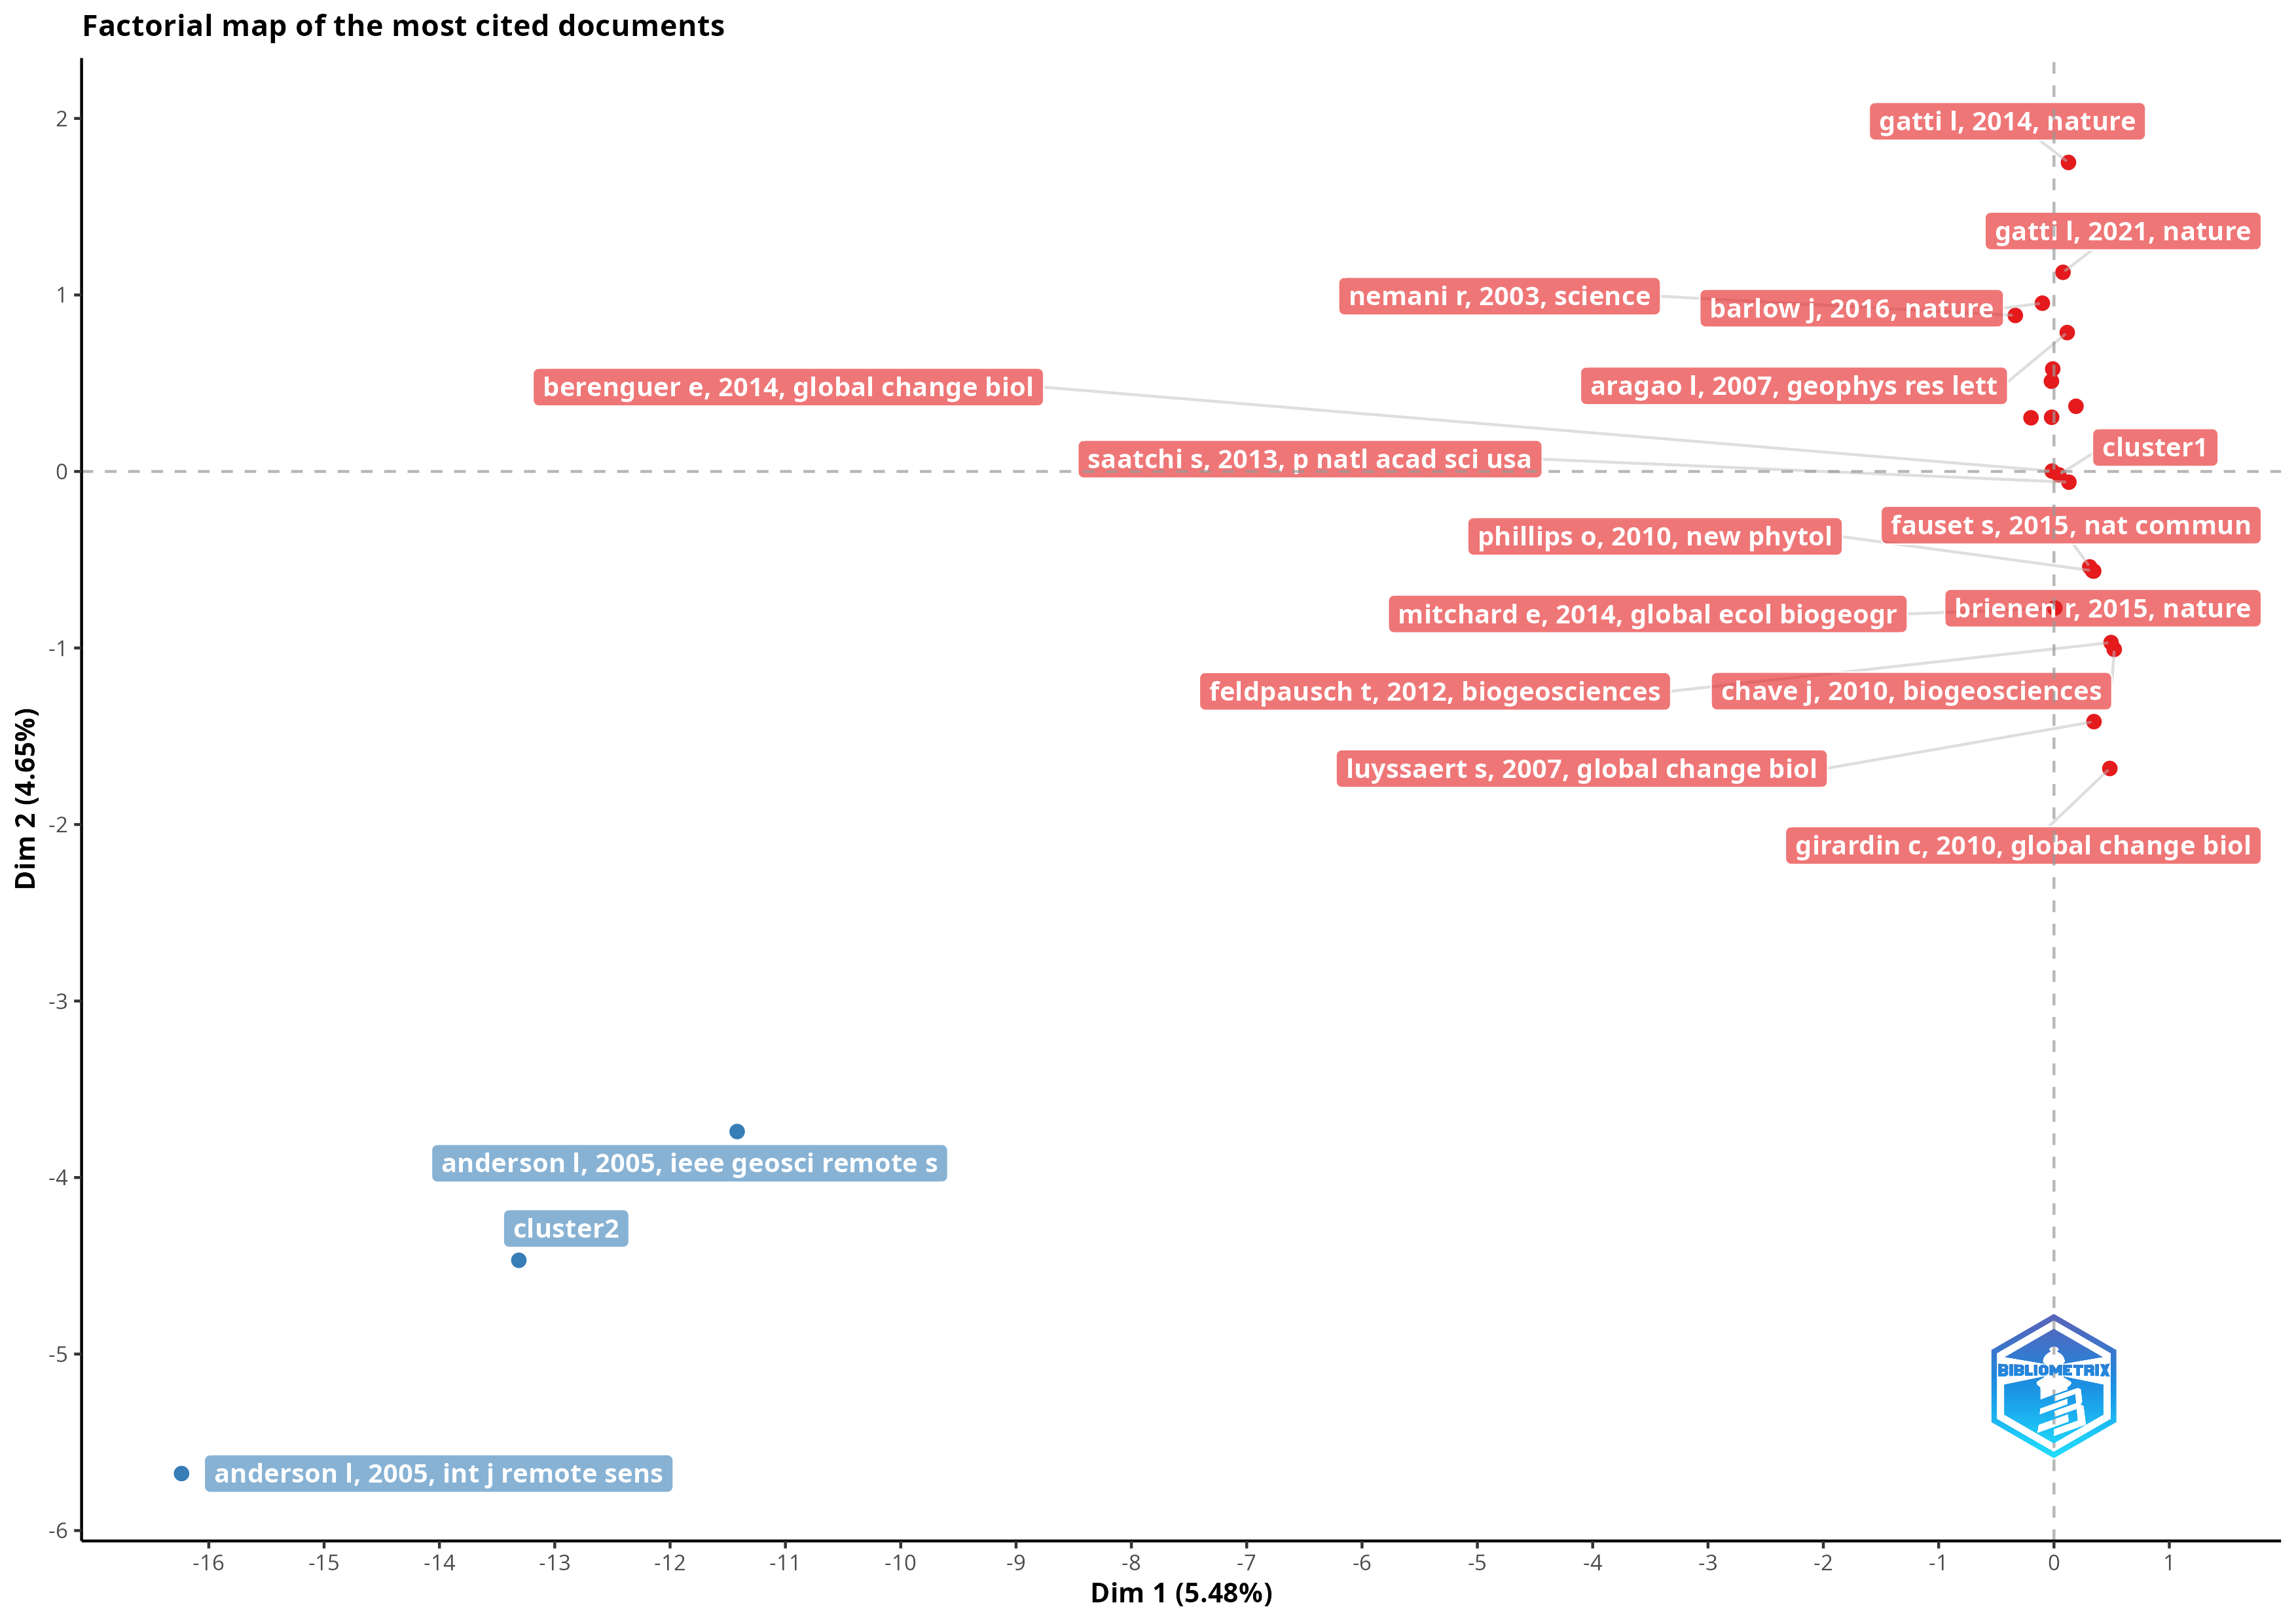 Factorial map of the most cited documents
2
gatti l, 2014, nature
gatti l, 2021, nature
1
nemani r, 2003, science
barlow j, 2016, nature
berenguer e, 2014, global change biol
aragao l, 2007, geophys res lett
cluster1
0
saatchi s, 2013, p natl acad sci usa
phillips o, 2010, new phytol
fauset s, 2015, nat commun
mitchard e, 2014, global ecol biogeogr
brienen r, 2015, nature
-1
feldpausch t, 2012, biogeosciences
chave j, 2010, biogeosciences
luyssaert s, 2007, global change biol
-2
girardin c, 2010, global change biol
Dim 2 (4.65%)
-3
anderson l, 2005, ieee geosci remote s
-4
cluster2
-5
BIBLIOMETRIX
anderson l, 2005, int j remote sens
-6
-16 -15 -14 -13 -12 -11 -10 -9 -8 -7 -6 -5 -4 -3 -2 -1 0 1
Dim 1 (5.48%)